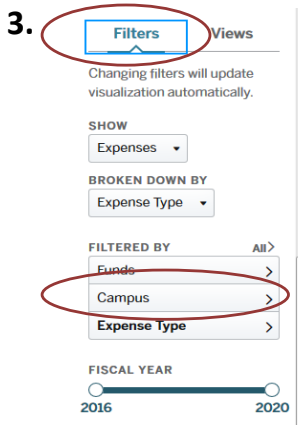 3.
Filters Views
Changing filters will update
visualization automatically.
SHOW
Expenses
BROKEN DOWN BY
Expense Type
FILTERED BY All>
Funds >
Campus >
Expense Type >
FISCAL YEAR
2016 2020